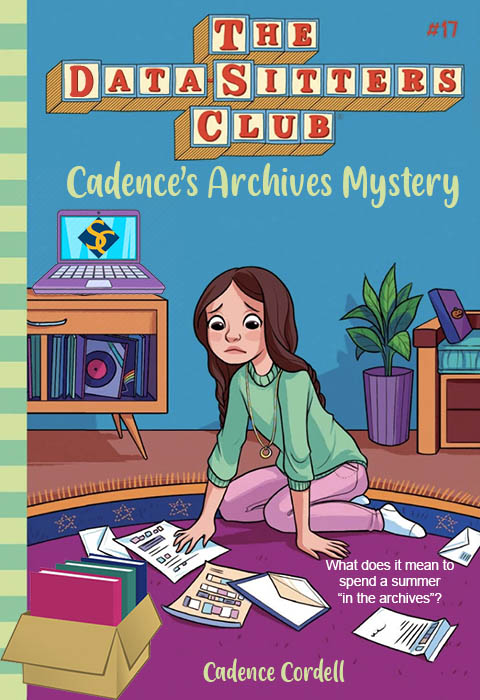 #17
THE
DATA SITTERS
CLUB
Cadence's Archives Mystery
SC
What does it mean to
spend a summer
“in the archives”?
Cadence Cordell